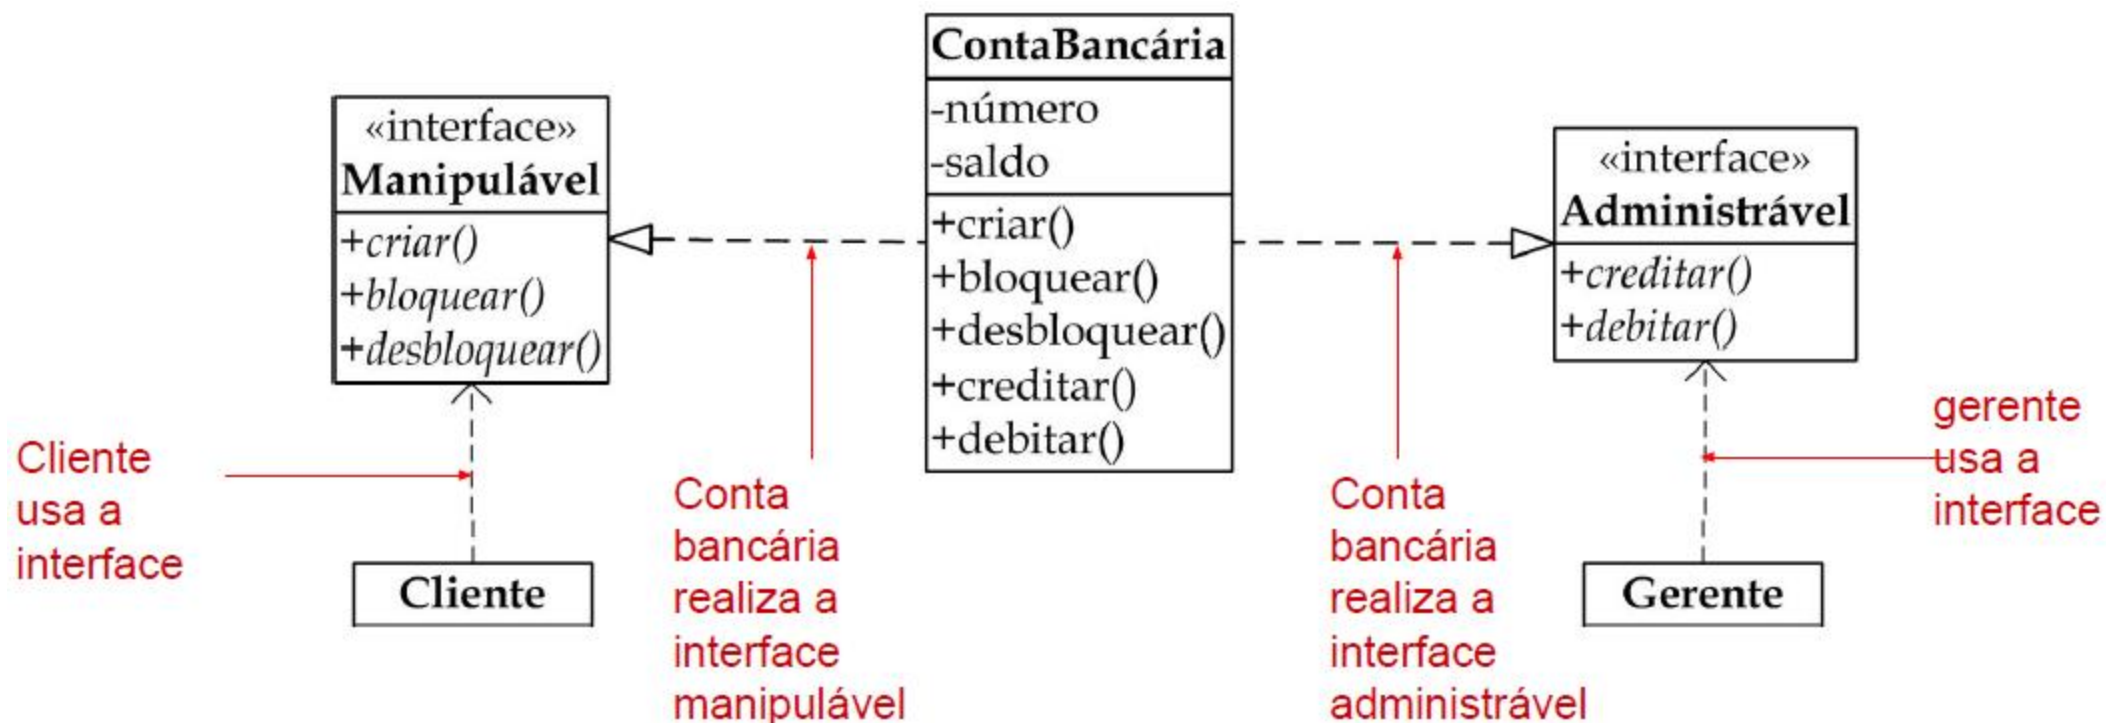 «interface»
Manipulável
+criar()
+bloquear()
+desbloquear()
ContaBancária
-número
-saldo
+criar()
+bloquear()
+desbloquear()
+creditar()
+debitar()
«interface»
Administrável
+creditar()
+debitar()
Cliente
usa a
interface
Cliente
Conta
bancária
realiza a
interface
manipulável
Conta
bancária
realiza a
interface
administrável
gerente
usa a
interface
Gerente